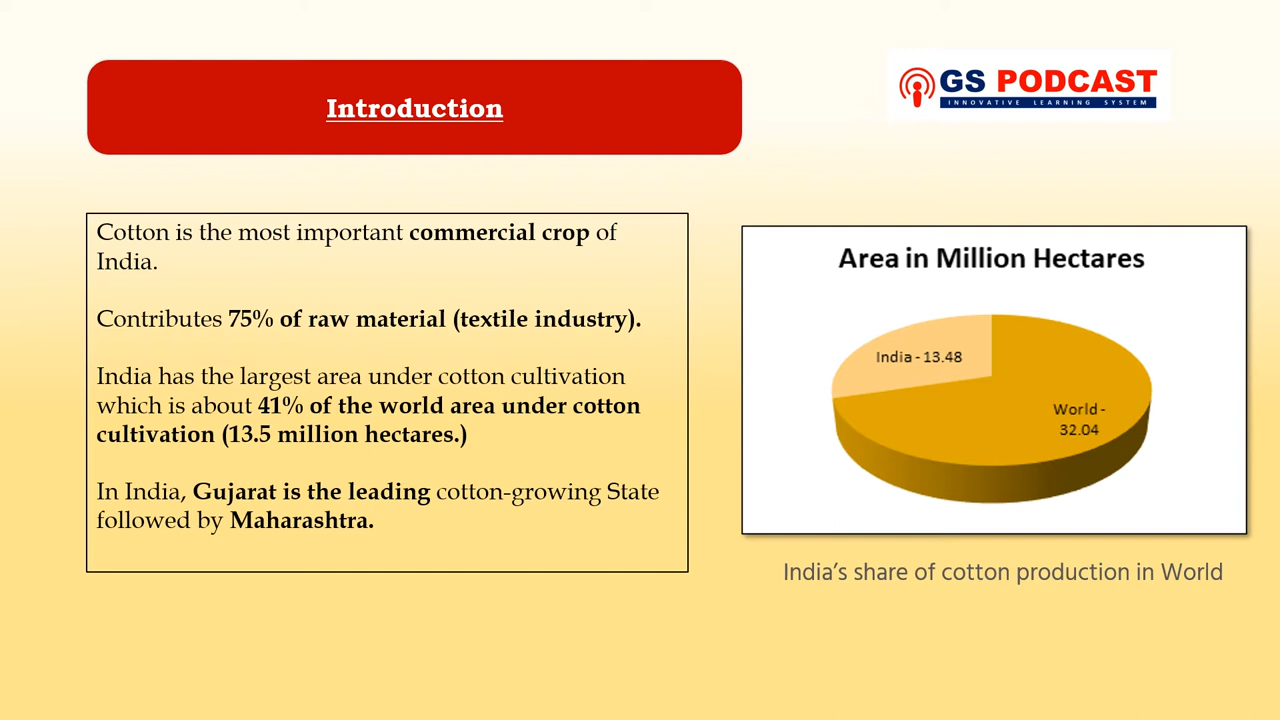 Introduction
GS PODCAST
INNOVATIVE LEARNING SYSTEM
Cotton is the most important commercial crop of
India.
Contributes 75% of raw material (textile industry).
India has the largest area under cotton cultivation
which is about 41% of the world area under cotton
cultivation (13.5 million hectares.)
In India, Gujarat is the leading cotton-growing State
followed by Maharashtra.
Area in Million Hectares
India - 13.48
World -
32.04
India’s share of cotton production in World